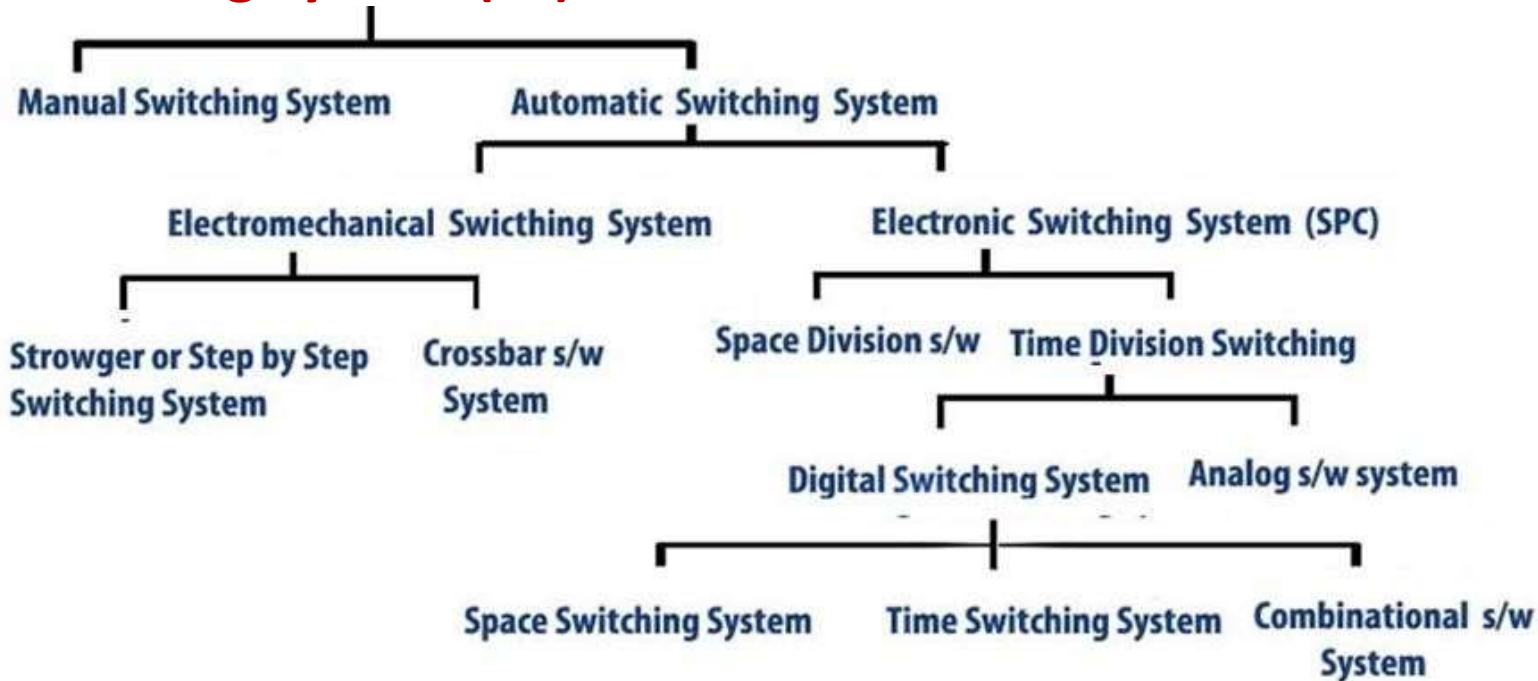 Manual Switching System
Automatic Switching System
Electromechanical Swicthing System
Electronic Switching System (SPC)
Strowger or Step by Step
Switching System
Crossbar s/w
System
Space Division s/w
Time Division Switching
Digital Switching System
Analog s/w system
Space Switching System
Time Switching System
Combinational s/w
System